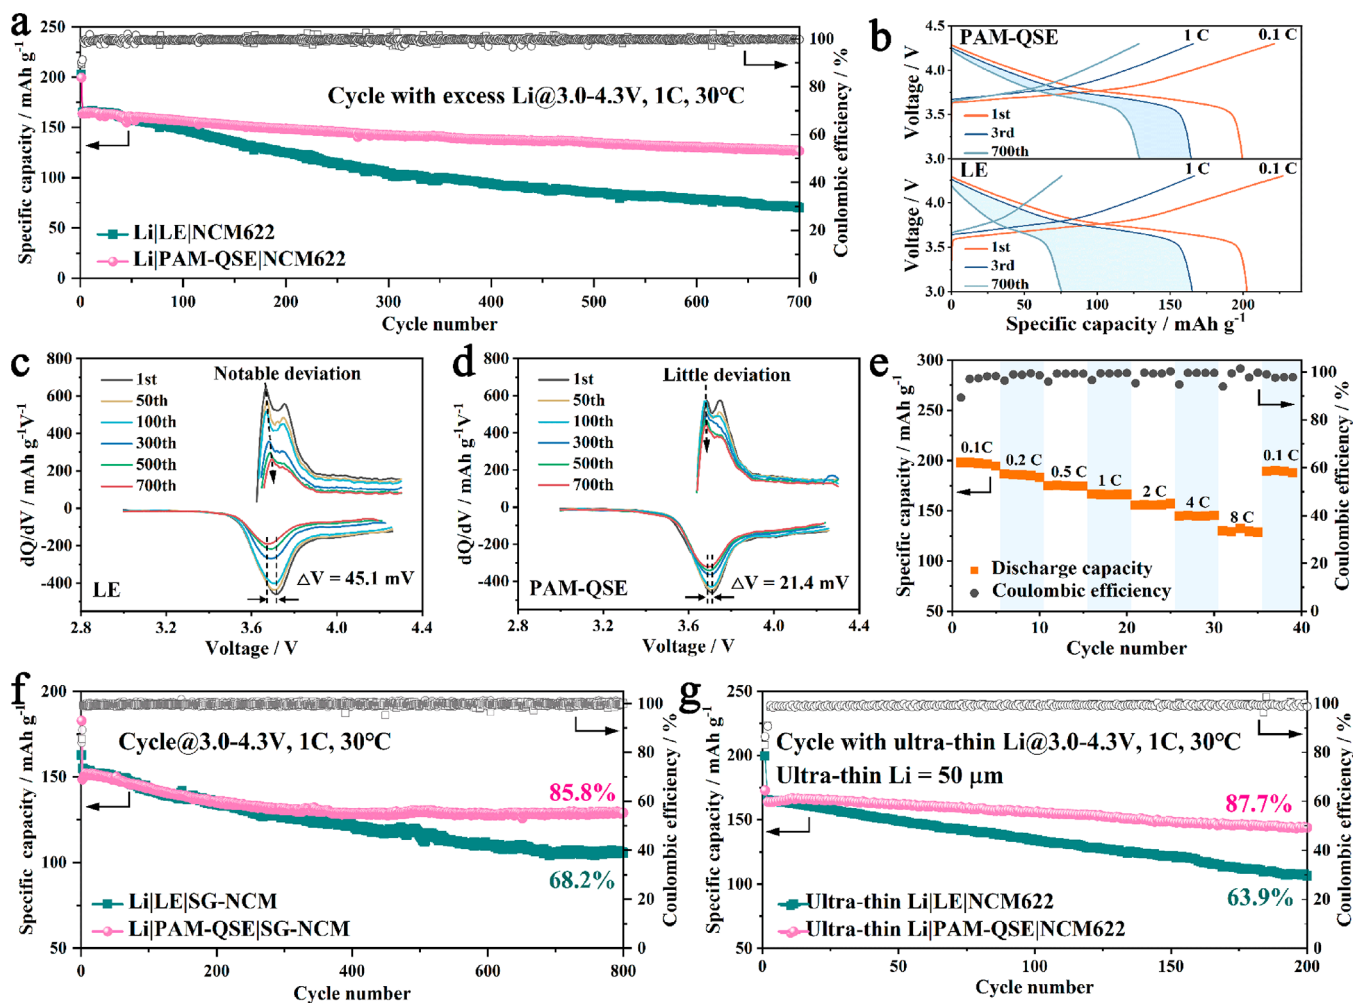 a
Specific capacity / mAh g⁻¹
250
200
150
100
50
0
Cycle with excess Li@3.0-4.3V, 1C, 30°C
Li|LE|NCM622
Li|PAM-QSE|NCM622
0 100 200 300 400 500 600 700
Cycle number
100
80
60
40
20
0
Coulombic efficiency / %
b
PAM-QSE
1 C 0.1 C
Voltage / V
4.5
4.0
3.5
3.0
1st
3rd
700th
LE
1 C 0.1 C
Voltage / V
4.0
3.5
3.0
1st
3rd
700th
0 50 100 150 200
Specific capacity / mAh g⁻¹
c
dQ/dV / mAh g⁻¹V⁻¹
800
600
400
200
0
-200
-400
1st
50th
100th
300th
500th
700th
Notable deviation
LE
△V = 45.1 mV
2.8 3.2 3.6 4.0 4.4
Voltage / V
d
dQ/dV / mAh g⁻¹V⁻¹
800
600
400
200
0
-200
-400
1st
50th
100th
300th
500th
700th
Little deviation
PAM-QSE
△V = 21.4 mV
2.8 3.2 3.6 4.0 4.4
Voltage / V
e
Specific capacity / mAh g⁻¹
300
275
250
225
200
175
150
125
100
75
50
0.1C 0.2 C 0.5 C 1 C 2 C 4 C 8 C 0.1 C
Discharge capacity
Coulombic efficiency
0 10 20 30 40
Cycle number
100
80
60
40
20
0
Coulombic efficiency / %
f
Specific capacity / mAh g⁻¹
200
150
100
50
Cycle@3.0-4.3V, 1C, 30°C
85.8%
68.2%
Li|LE|SG-NCM
Li|PAM-QSE|SG-NCM
0 200 400 600 800
Cycle number
100
80
60
40
20
0
Coulombic efficiency / %
g
Specific capacity / mAh g⁻¹
250
200
150
100
50
Cycle with ultra-thin Li@3.0-4.3V, 1C, 30°C
Ultra-thin Li = 50 μm
87.7%
63.9%
Ultra-thin Li|LE|NCM622
Ultra-thin Li|PAM-QSE|NCM622
0 50 100 150 200
Cycle number
100
80
60
40
20
0
Coulombic efficiency / %